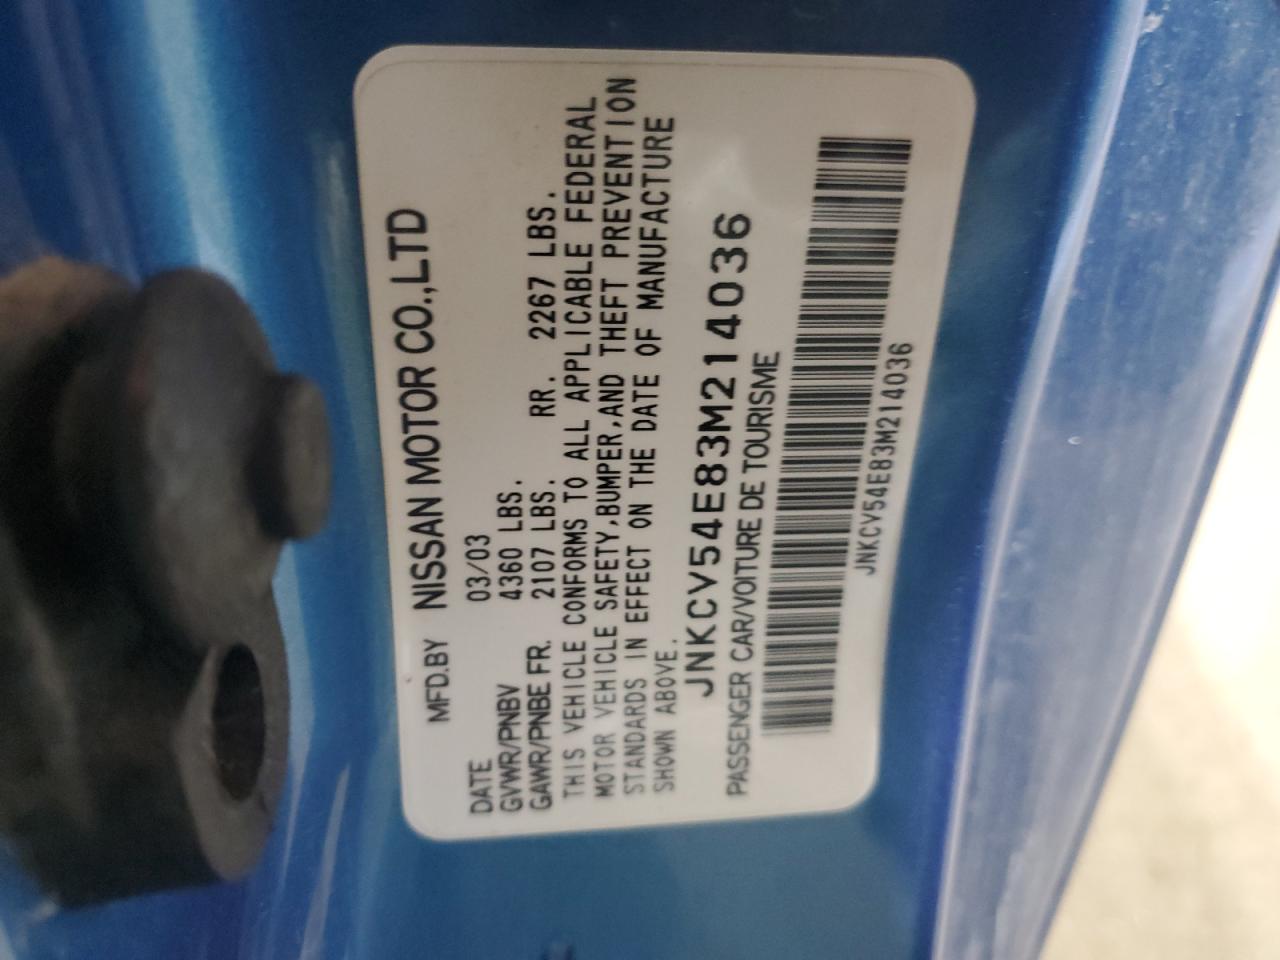 MFD.BY NISSAN MOTOR CO.,LTD
DATE 03/03
GVWR/PNBV 4360 LBS.
GAWR/PNBE FR. 2107 LBS. RR. 2267 LBS.
THIS VEHICLE CONFORMS TO ALL APPLICABLE FEDERAL
MOTOR VEHICLE SAFETY,BUMPER,AND THEFT PREVENTION
STANDARDS IN EFFECT ON THE DATE OF MANUFACTURE
SHOWN ABOVE.
JNKCV54E83M214036
PASSENGER CAR/VOITURE DE TOURISME
JNKCV54E83M214036